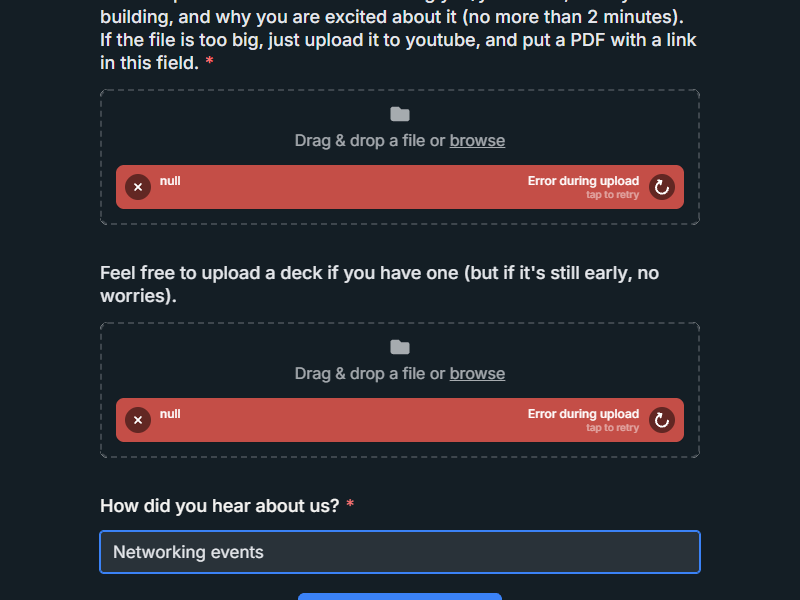 building, and why you are excited about it (no more than 2 minutes).
If the file is too big, just upload it to youtube, and put a PDF with a link
in this field. *
Drag & drop a file or browse
null
Error during upload
tap to retry
Feel free to upload a deck if you have one (but if it's still early, no
worries).
Drag & drop a file or browse
null
Error during upload
tap to retry
How did you hear about us? *
Networking events